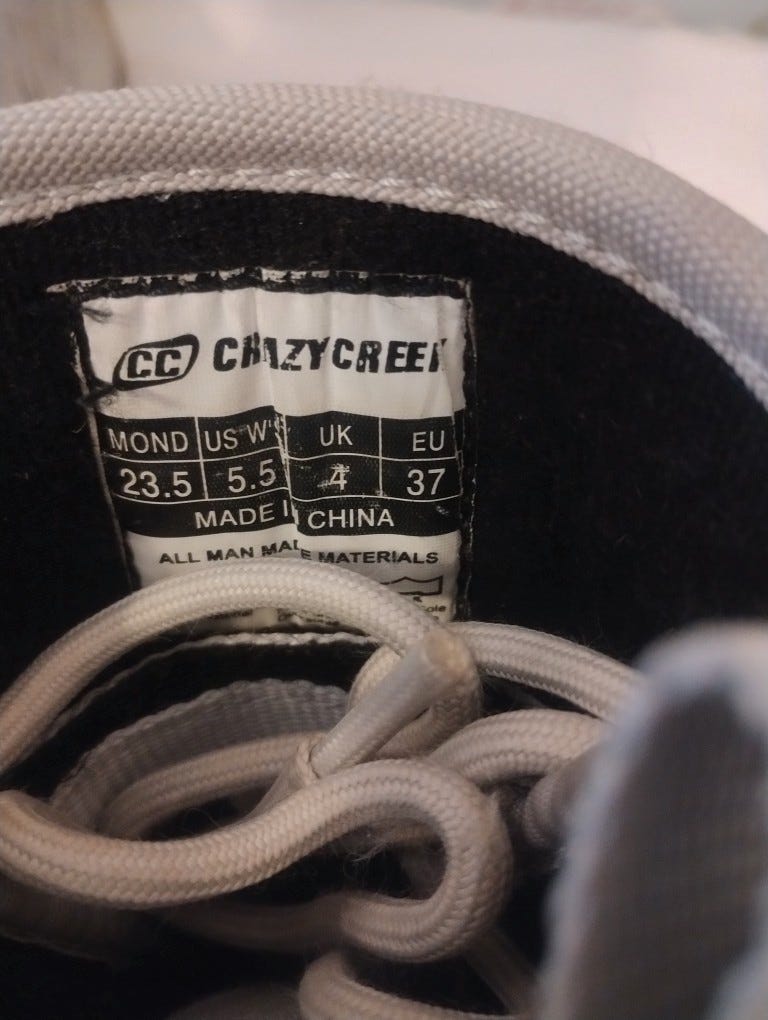 CC CRAZYCREEK
MOND US W'S UK EU
23.5 5.5 4 37
MADE IN CHINA
ALL MAN MADE MATERIALS
Sole